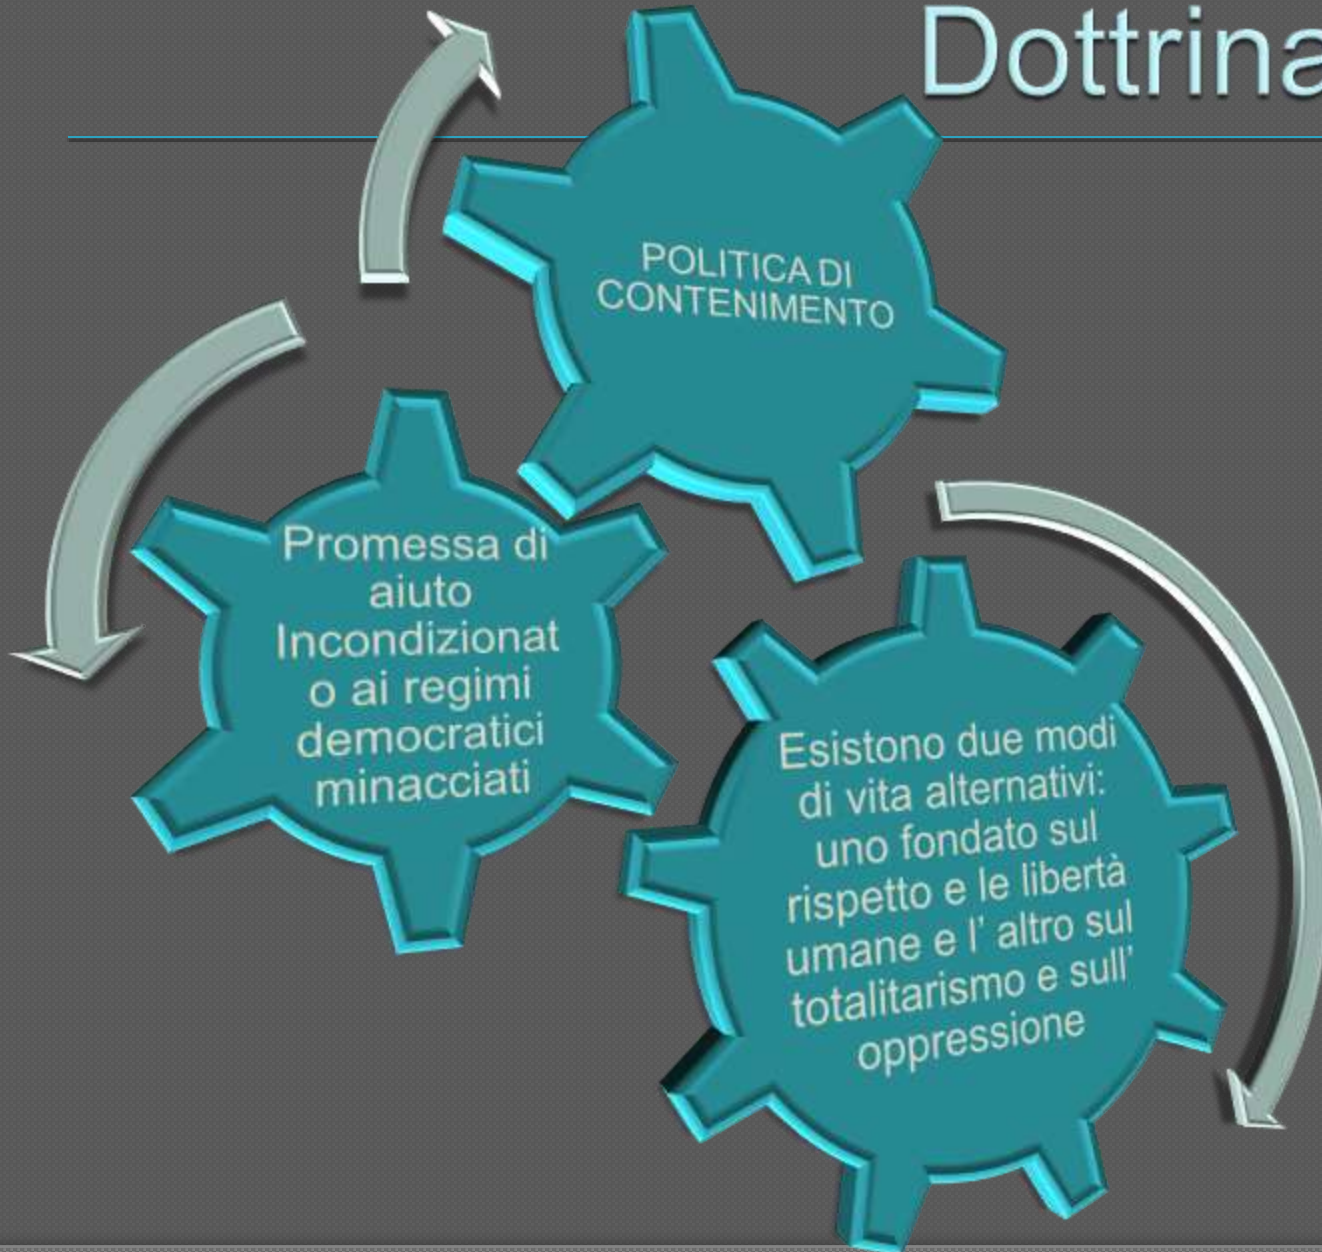 Dottrina
POLITICA DI
CONTENIMENTO
Promessa di
aiuto
Incondizionat
o ai regimi
democratici
minacciati
Esistono due modi
di vita alternativi:
uno fondato sul
rispetto e le libertà
umane e l' altro sul
totalitarismo e sull'
oppressione